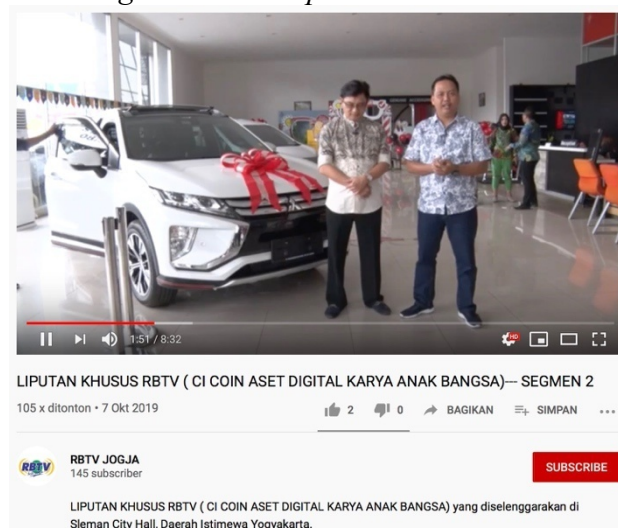 1:51 / 8:32
HD
LIPUTAN KHUSUS RBTV ( CI COIN ASET DIGITAL KARYA ANAK BANGSA)--- SEGMEN 2
105 x ditonton • 7 Okt 2019
2
0
BAGIKAN
SIMPAN
RBTV
RBTV JOGJA
145 subscriber
SUBSCRIBE
LIPUTAN KHUSUS RBTV ( CI COIN ASET DIGITAL KARYA ANAK BANGSA) yang diselenggarakan di
Sleman City Hall, Daerah Istimewa Yogyakarta.